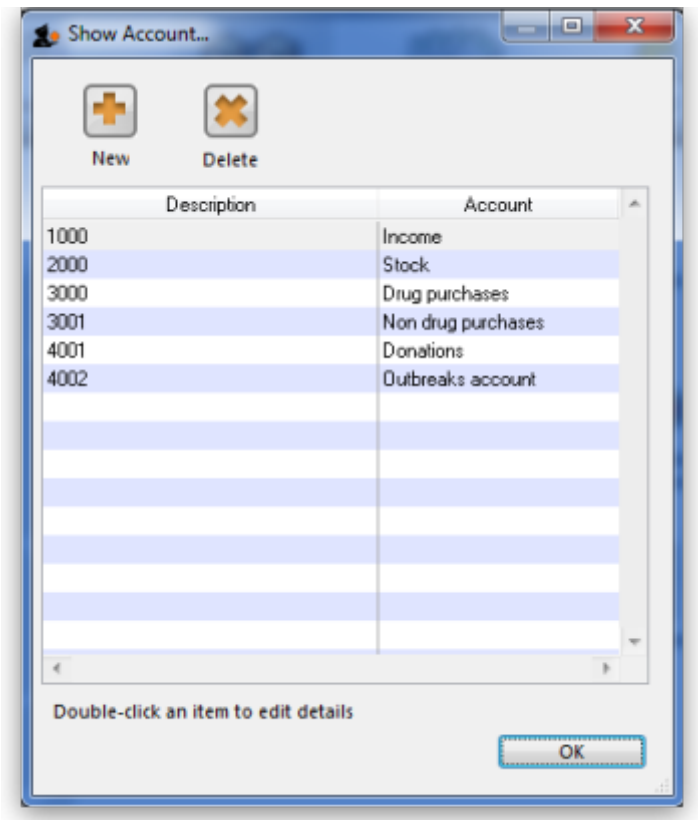 Show Account...
New Delete
Description Account
1000 Income
2000 Stock
3000 Drug purchases
3001 Non drug purchases
4001 Donations
4002 Outbreaks account
Double-click an item to edit details
OK